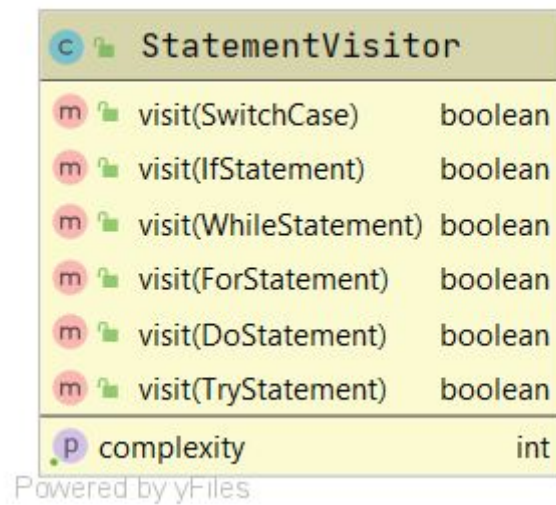 C StatementVisitor
m visit(SwitchCase) boolean
m visit(IfStatement) boolean
m visit(WhileStatement) boolean
m visit(ForStatement) boolean
m visit(DoStatement) boolean
m visit(TryStatement) boolean
p complexity int
Powered by yFiles